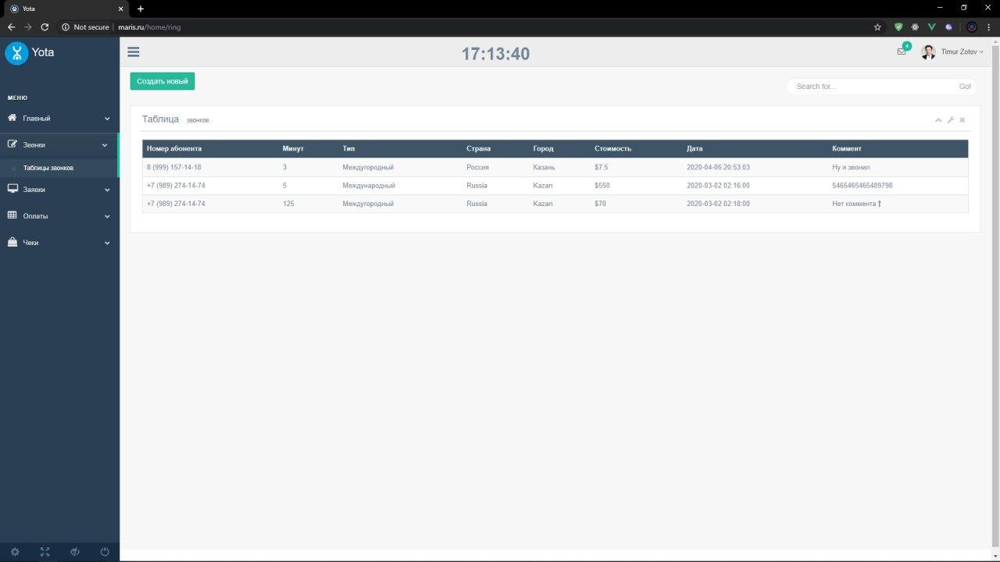 Yota
Not secure | maris.ru/home/ring
Yota
17:13:40
4
Timur Zotov
Создать новый
Search for...
Go!
МЕНЮ
Главный
Звонки
Таблицы звонков
Заявки
Оплаты
Чеки
Таблица звонков
Номер абонента Минут Тип Страна Город Стоимость Дата Коммент
8 (999) 157-14-18 3 Междугородный Россия Казань $7.5 2020-04-06 20:53:03 Ну я звонил
+7 (989) 274-14-74 5 Международный Russia Kazan $550 2020-03-02 02:16:00 5465465465489798
+7 (989) 274-14-74 125 Междугородный Russia Kazan $70 2020-03-02 02:18:00 Нет коммента